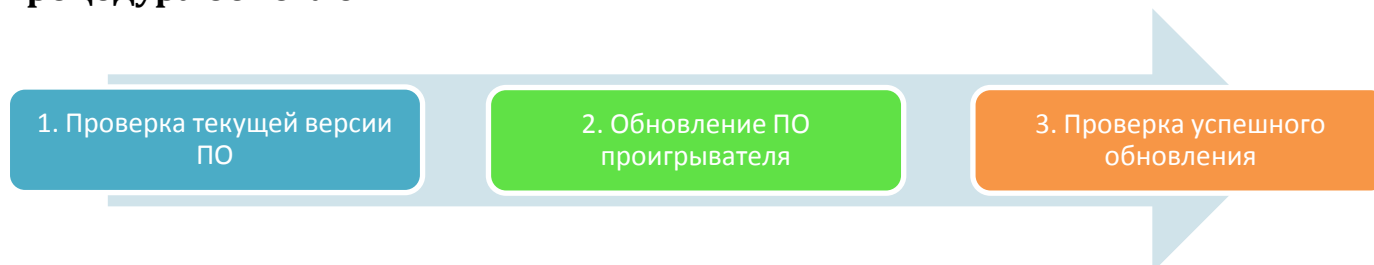 1. Проверка текущей версии
ПО
2. Обновление ПО
проигрывателя
3. Проверка успешного
обновления